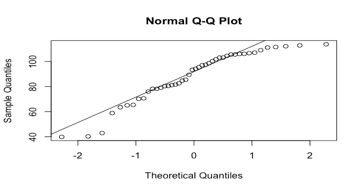 Normal Q-Q Plot
Sample Quantiles
100
80
60
40
-2 -1 0 1 2
Theoretical Quantiles